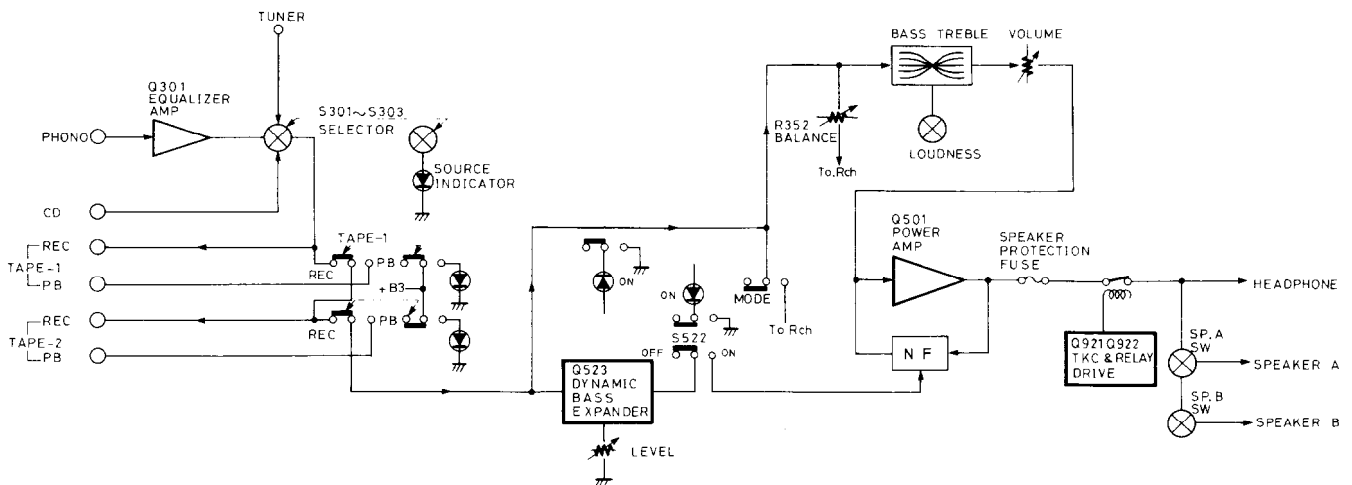 TUNER
Q301
EQUALIZER
AMP
PHONO
S301~S303
SELECTOR
SOURCE
INDICATOR
CD
REC
TAPE-1
PB
REC
TAPE-2
PB
TAPE-1
REC
PB
+B3
REC
PB
ON
ON
S522
OFF
ON
Q523
DYNAMIC
BASS
EXPANDER
LEVEL
MODE
To Rch
R352
BALANCE
To.Rch
BASS TREBLE
VOLUME
LOUDNESS
Q501
POWER
AMP
NF
SPEAKER
PROTECTION
FUSE
Q921 Q922
TKC & RELAY
DRIVE
HEADPHONE
SP.A
SW
SPEAKER A
SP.B
SW
SPEAKER B